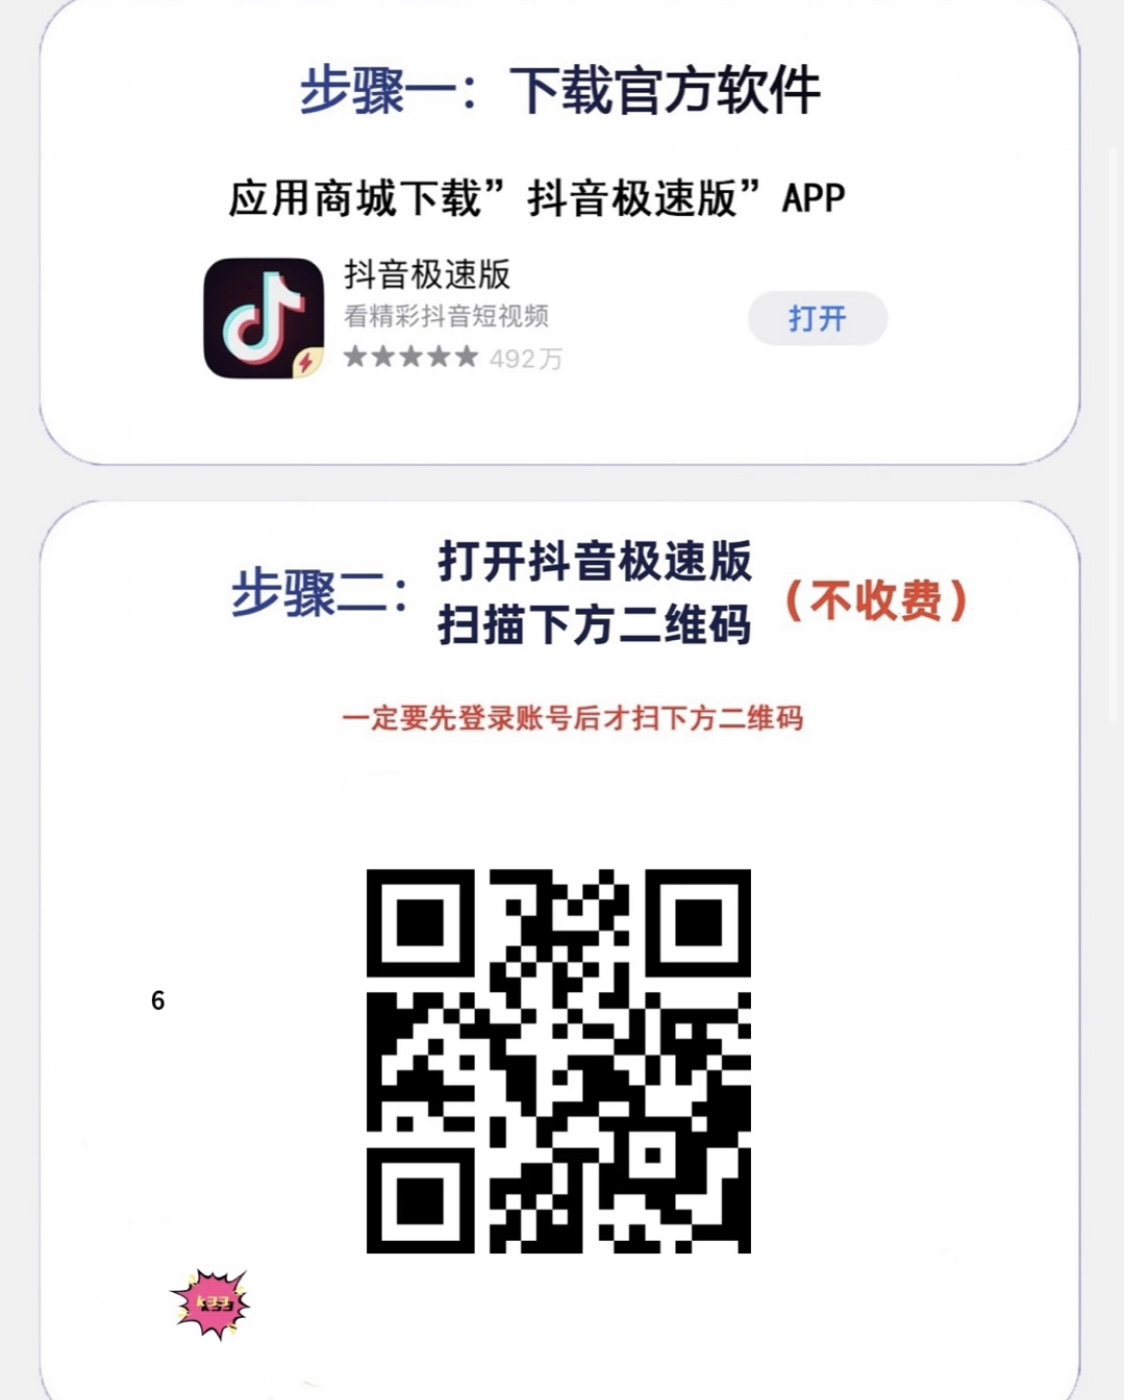 步骤一：下载官方软件
应用商城下载”抖音极速版”APP
抖音极速版
看精彩抖音短视频
492万
打开
步骤二：
打开抖音极速版
扫描下方二维码
（不收费）
一定要先登录账号后才扫下方二维码
6
k33